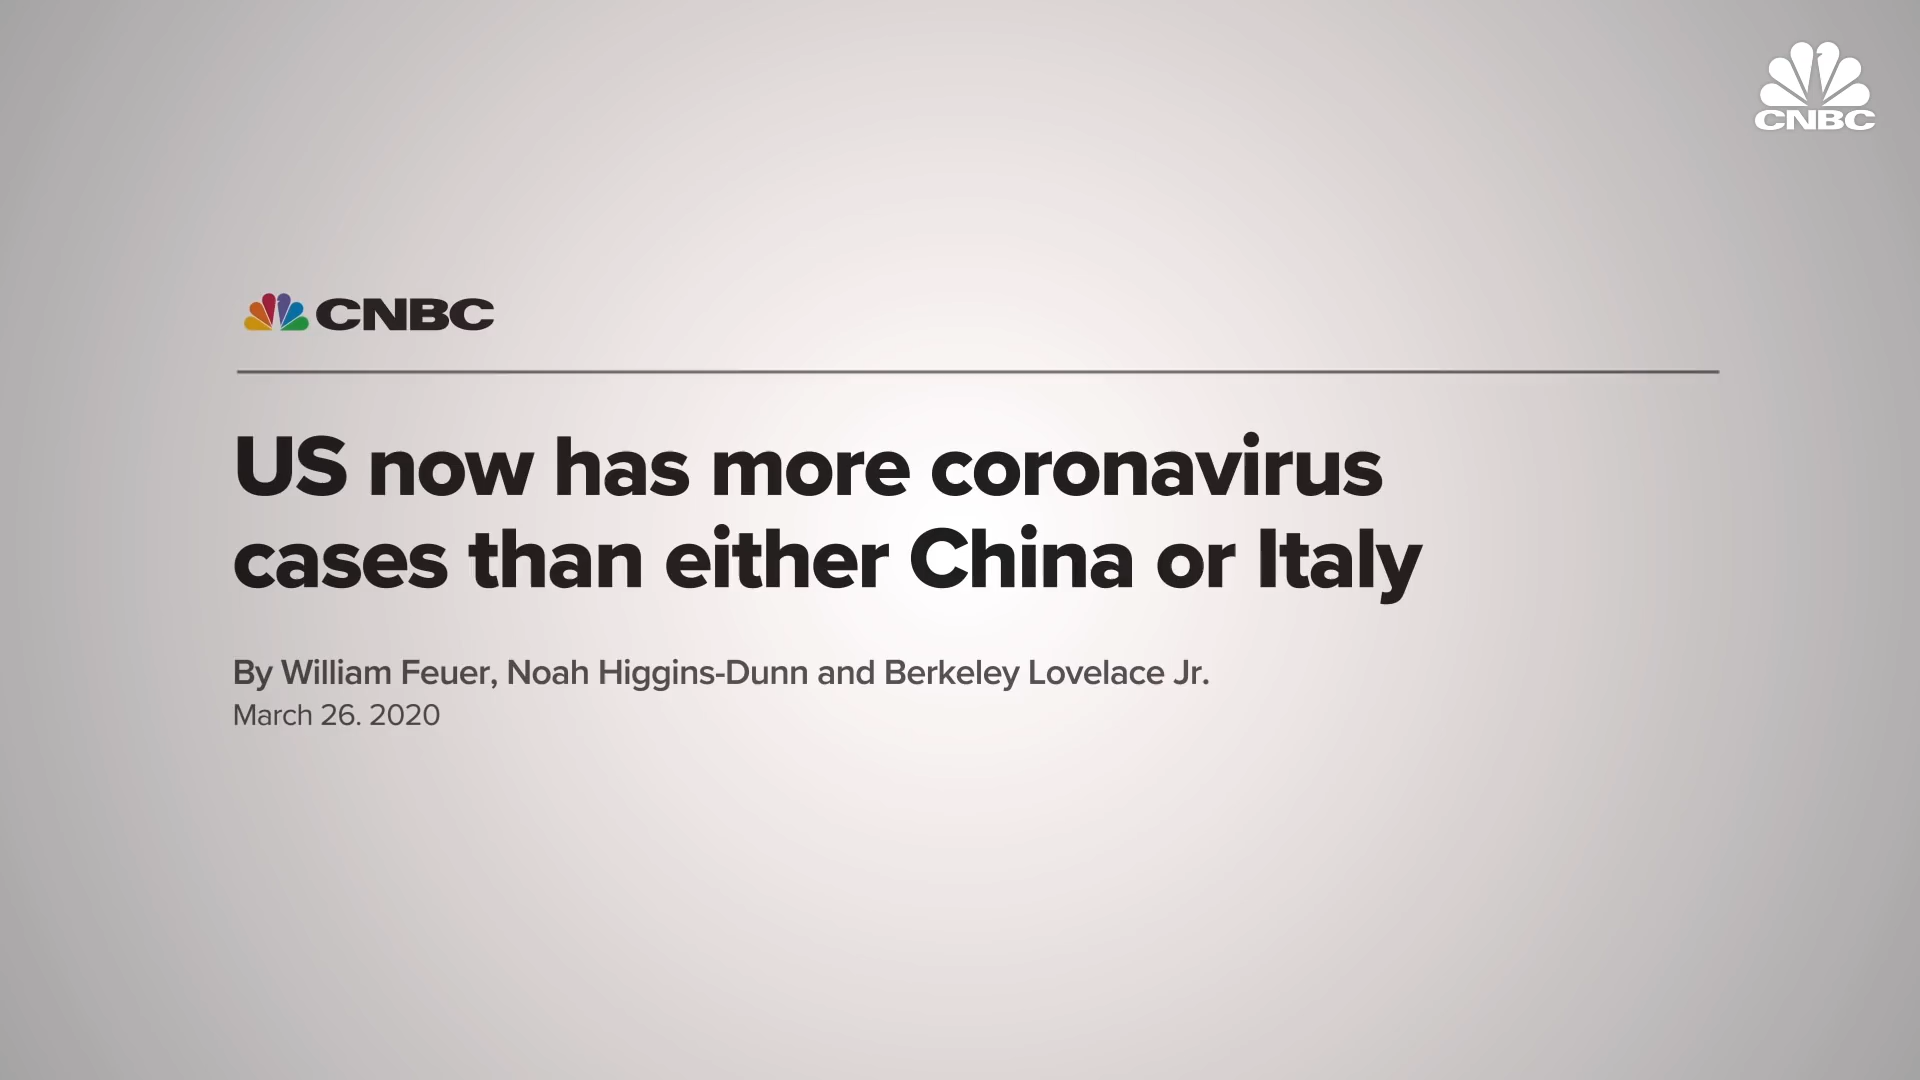 CNBC
CNBC
US now has more coronavirus
cases than either China or Italy
By William Feuer, Noah Higgins-Dunn and Berkeley Lovelace Jr.
March 26. 2020